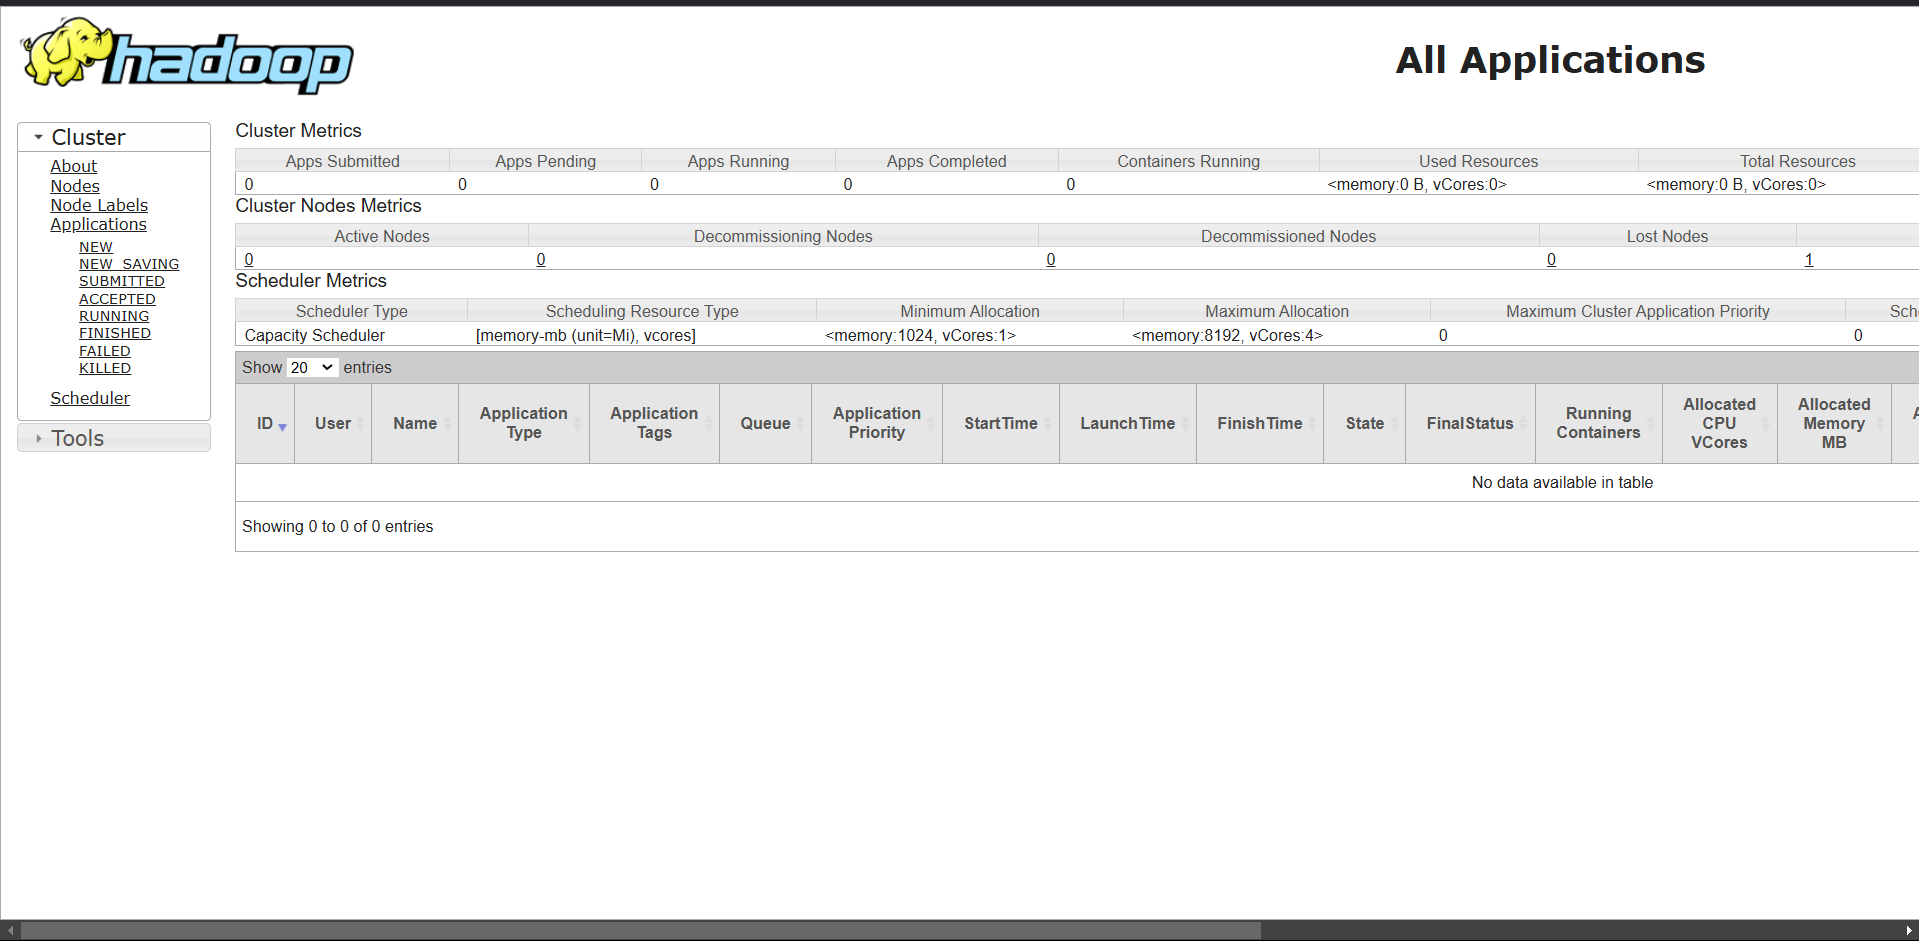 hadoop
All Applications
Cluster
About
Nodes
Node Labels
Applications
NEW
NEW_SAVING
SUBMITTED
ACCEPTED
RUNNING
FINISHED
FAILED
KILLED
Scheduler
Tools
Cluster Metrics
Apps Submitted Apps Pending Apps Running Apps Completed Containers Running Used Resources Total Resources
0 0 0 0 0 <memory:0 B, vCores:0> <memory:0 B, vCores:0>
Cluster Nodes Metrics
Active Nodes Decommissioning Nodes Decommissioned Nodes Lost Nodes
0 0 0 0 1
Scheduler Metrics
Scheduler Type Scheduling Resource Type Minimum Allocation Maximum Allocation Maximum Cluster Application Priority
Capacity Scheduler [memory-mb (unit=Mi), vcores] <memory:1024, vCores:1> <memory:8192, vCores:4> 0 0
Show 20 entries
ID User Name Application Type Application Tags Queue Application Priority StartTime LaunchTime FinishTime State FinalStatus Running Containers Allocated CPU VCores Allocated Memory MB
No data available in table
Showing 0 to 0 of 0 entries